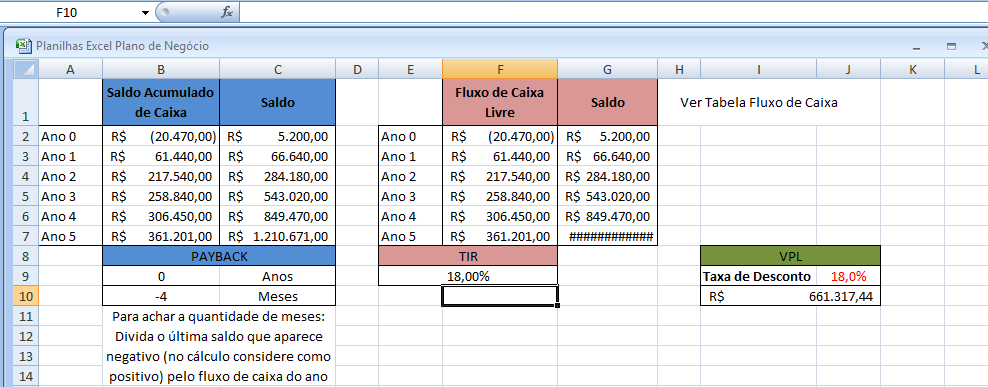 F10 fx
Planilhas Excel Plano de Negócio
A B C D E F G H I J K L
1 Saldo Acumulado de Caixa Saldo Fluxo de Caixa Livre Saldo Ver Tabela Fluxo de Caixa
2 Ano 0 R$ (20.470,00) R$ 5.200,00 Ano 0 R$ (20.470,00) R$ 5.200,00
3 Ano 1 R$ 61.440,00 R$ 66.640,00 Ano 1 R$ 61.440,00 R$ 66.640,00
4 Ano 2 R$ 217.540,00 R$ 284.180,00 Ano 2 R$ 217.540,00 R$ 284.180,00
5 Ano 3 R$ 258.840,00 R$ 543.020,00 Ano 3 R$ 258.840,00 R$ 543.020,00
6 Ano 4 R$ 306.450,00 R$ 849.470,00 Ano 4 R$ 306.450,00 R$ 849.470,00
7 Ano 5 R$ 361.201,00 R$ 1.210.671,00 Ano 5 R$ 361.201,00 ############
8 PAYBACK TIR VPL
9 0 Anos 18,00% Taxa de Desconto 18,0%
10 -4 Meses R$ 661.317,44
11 Para achar a quantidade de meses:
12 Divida o última saldo que aparece
13 negativo (no cálculo considere como
14 positivo) pelo fluxo de caixa do ano